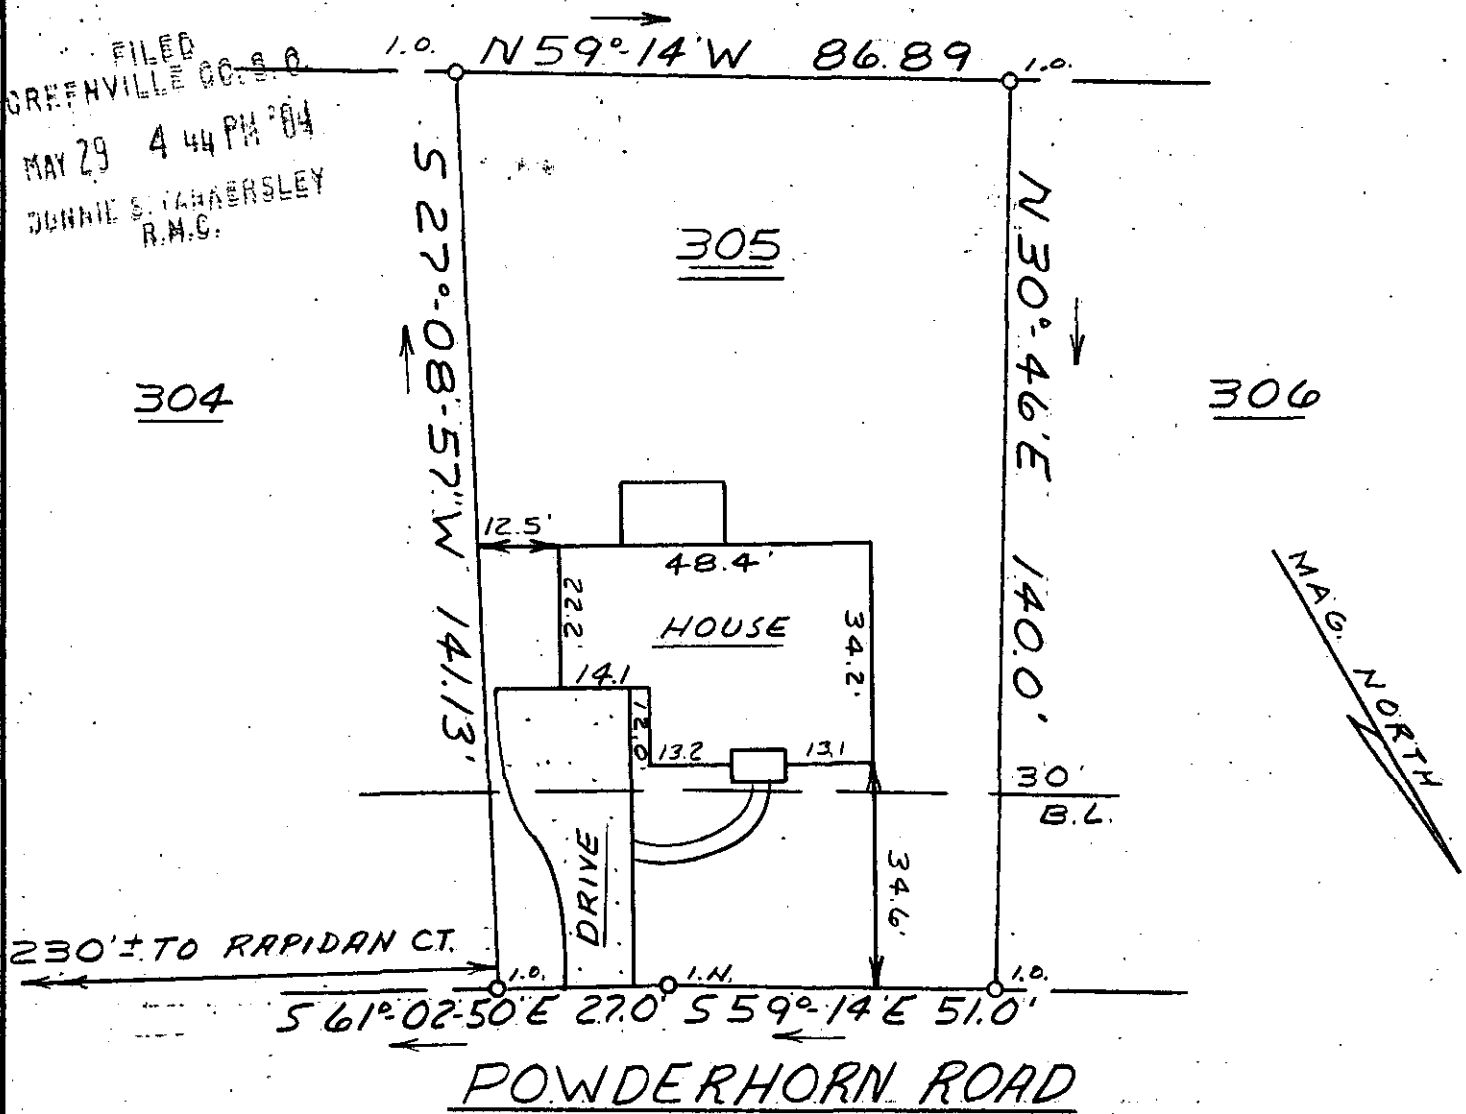 FILED
GREENVILLE CO. S. C.
MAY 29 4 44 PM '84
DONNIE S. TANKERSLEY
R.M.C.
I.O. N 59°-14'W 86.89 I.O.
S 27°-08'-57"W 141.13'
N 30°-46'E 140.0'
305
304
306
12.5'
48.4'
22.2'
HOUSE
34.2'
14.1
12.0'
13.2
13.1
30'
B.L.
MAG. NORTH
DRIVE
34.6'
230'± TO RAPIDAN CT.
I.O. I.N. I.O.
S 61°-02-50"E 27.0' S 59°-14'E 51.0'
POWDERHORN ROAD